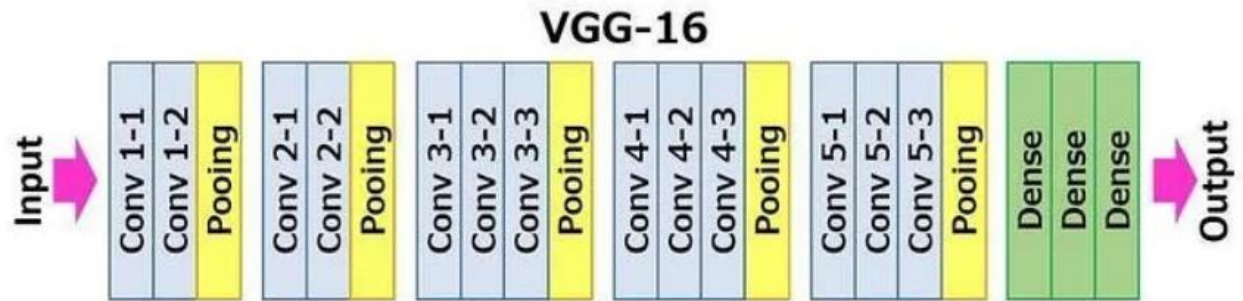 VGG-16
Input
Conv 1-1
Conv 1-2
Pooing
Conv 2-1
Conv 2-2
Pooing
Conv 3-1
Conv 3-2
Conv 3-3
Pooing
Conv 4-1
Conv 4-2
Conv 4-3
Pooing
Conv 5-1
Conv 5-2
Conv 5-3
Pooing
Dense
Dense
Dense
Output